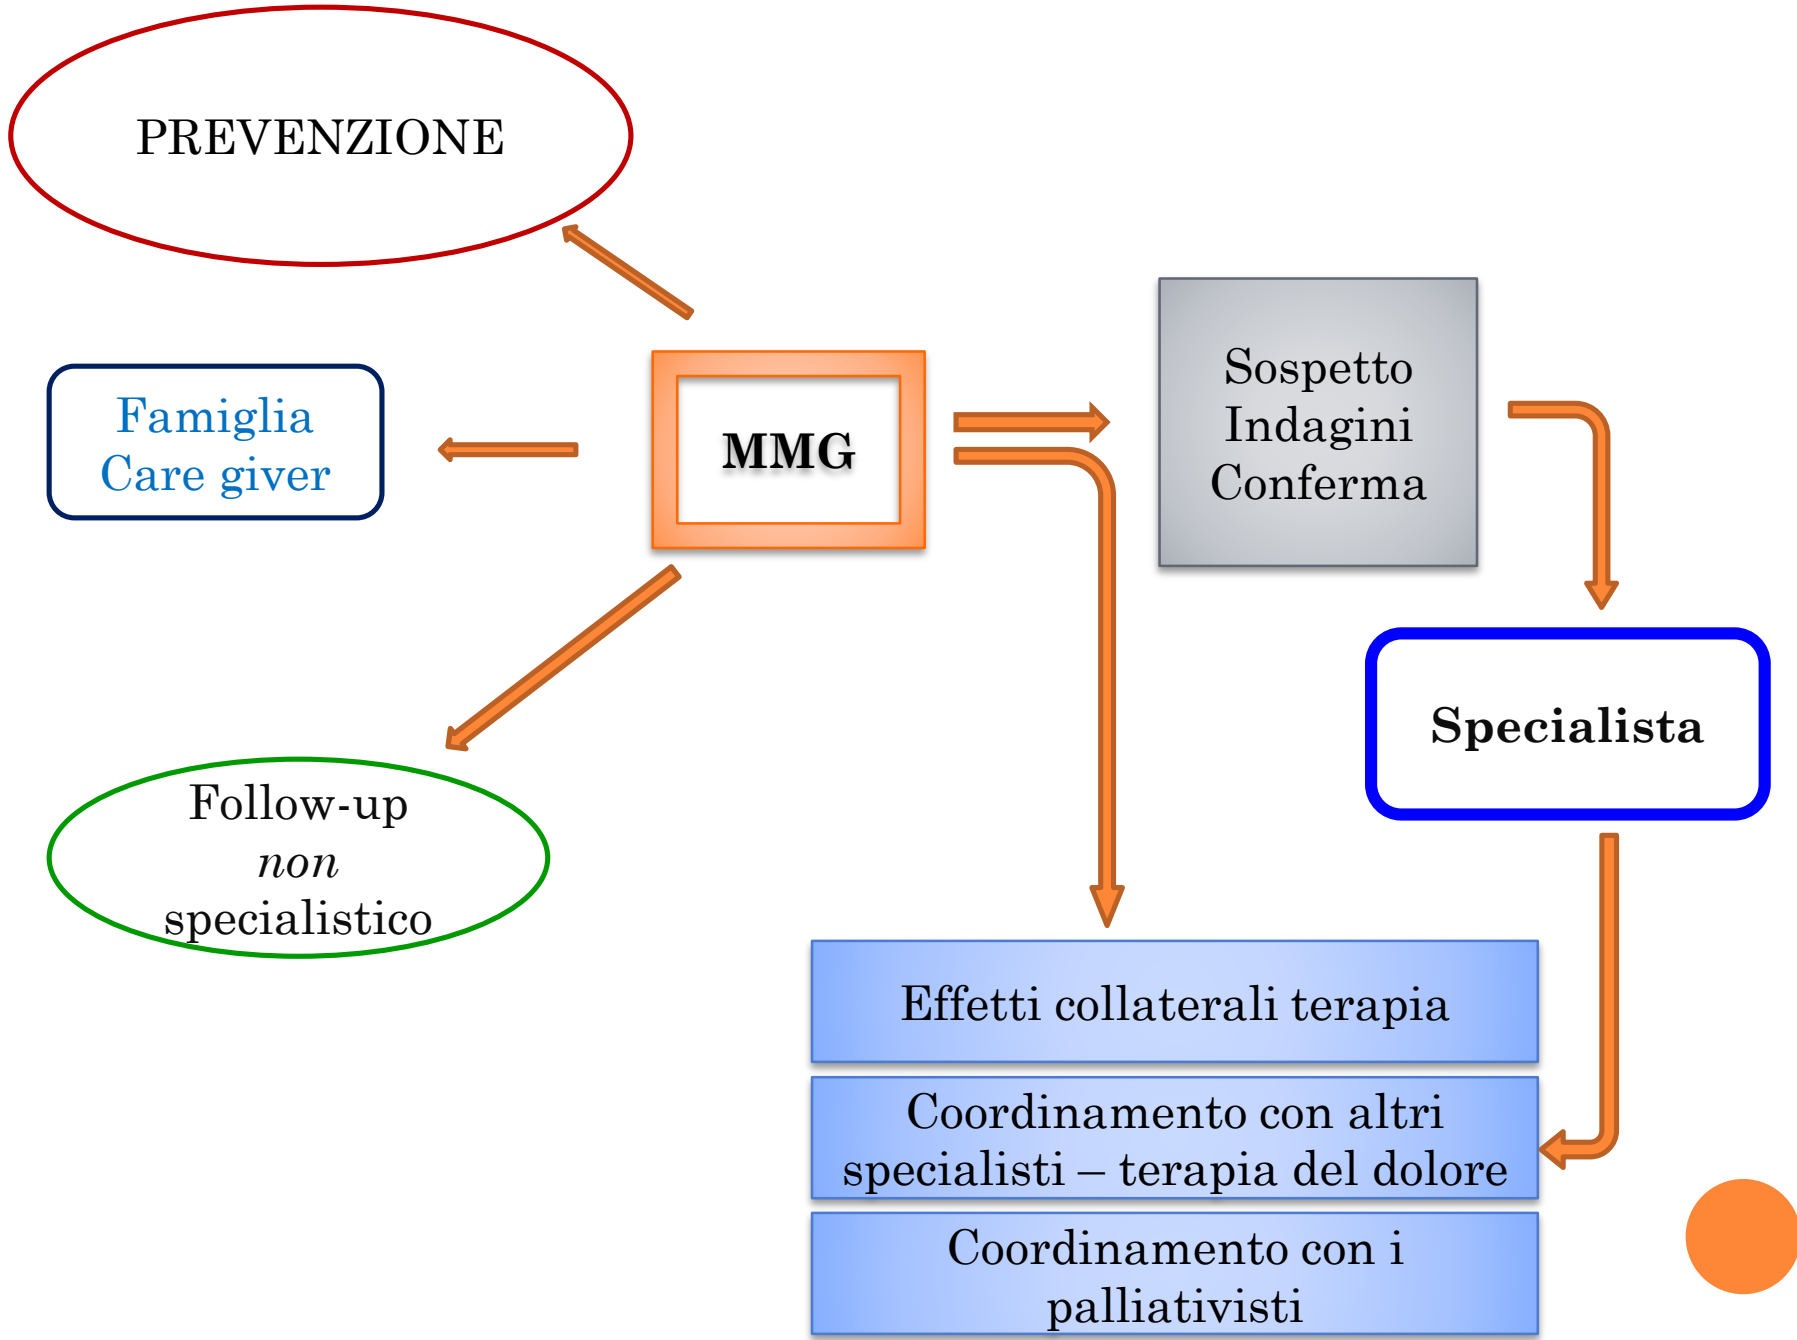 PREVENZIONE
Famiglia
Care giver
MMG
Sospetto
Indagini
Conferma
Specialista
Follow-up
non
specialistico
Effetti collaterali terapia
Coordinamento con altri
specialisti – terapia del dolore
Coordinamento con i
palliativisti